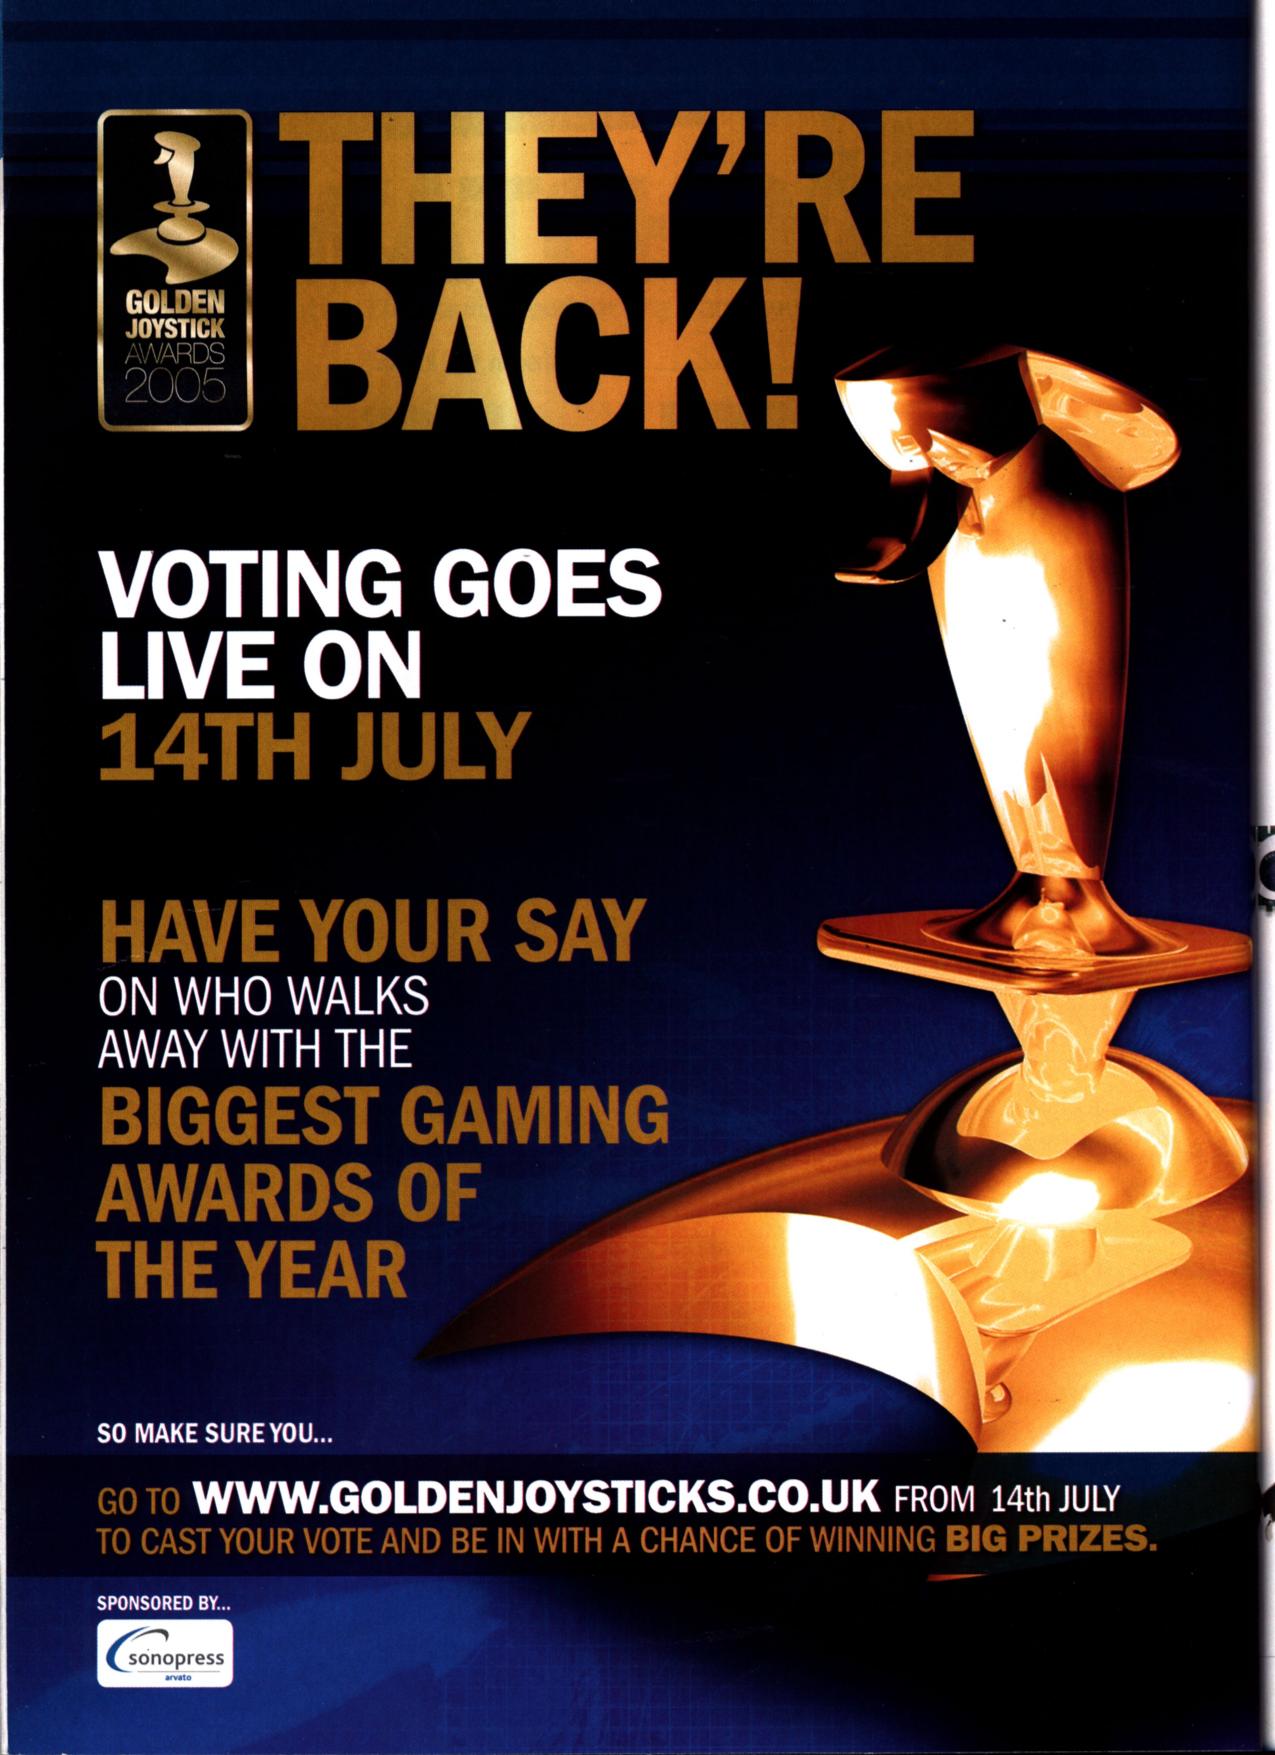 GOLDEN
JOYSTICK
AWARDS
2005
THEY'RE
BACK!
VOTING GOES
LIVE ON
14TH JULY
HAVE YOUR SAY
ON WHO WALKS
AWAY WITH THE
BIGGEST GAMING
AWARDS OF
THE YEAR
SO MAKE SURE YOU...
GO TO WWW.GOLDENJOYSTICKS.CO.UK FROM 14th JULY
TO CAST YOUR VOTE AND BE IN WITH A CHANCE OF WINNING BIG PRIZES.
SPONSORED BY...
sonopress
arvato